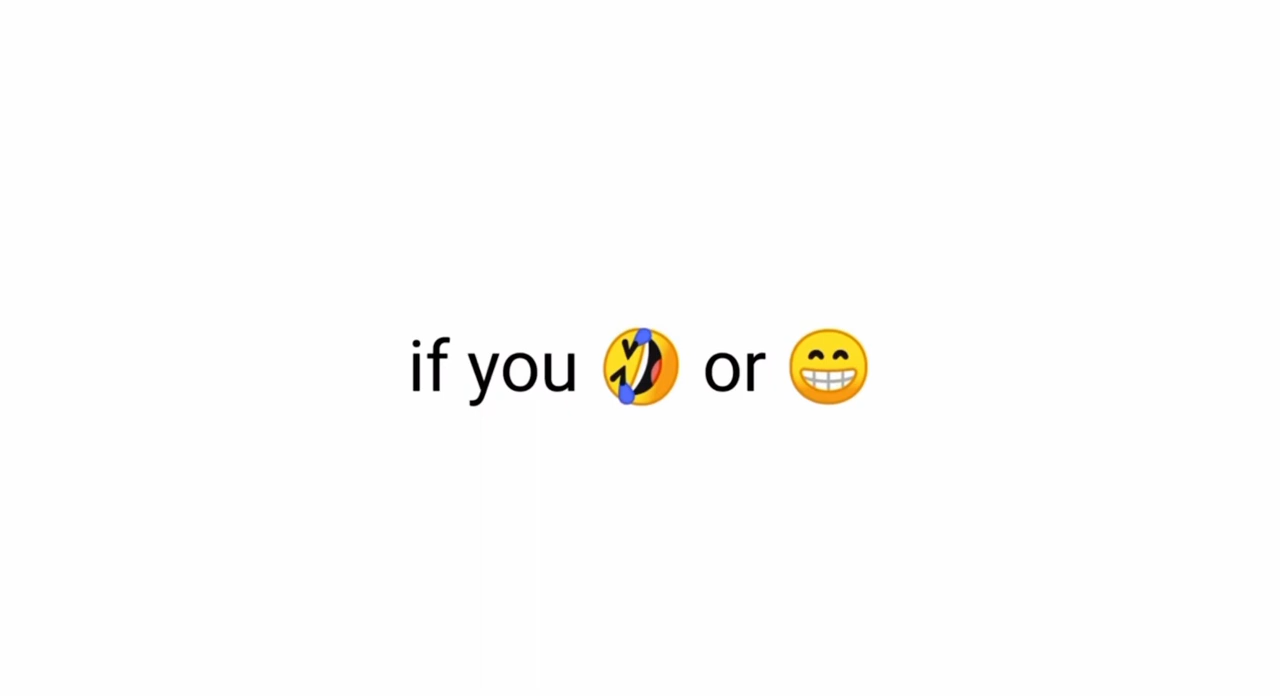 if you 🤣 or 😁